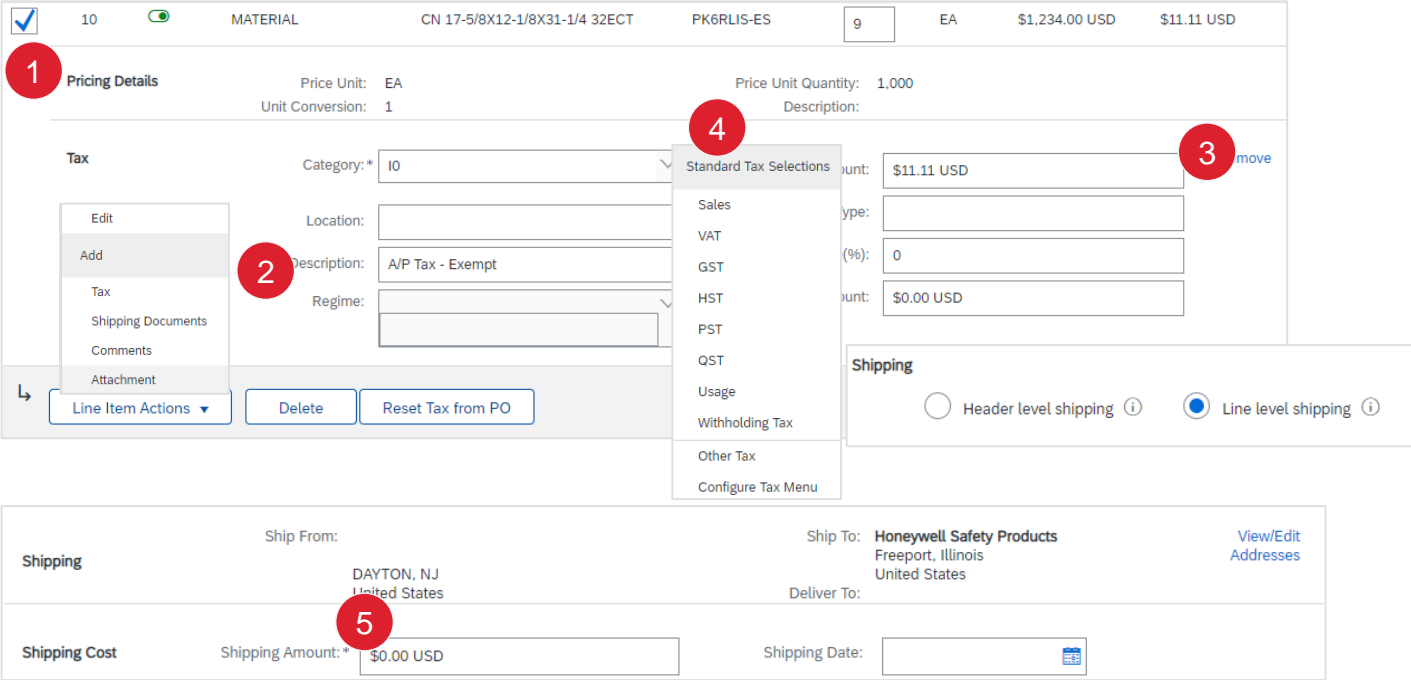 10 MATERIAL CN 17-5/8X12-1/8X31-1/4 32ECT PK6RLIS-ES 9 EA $1,234.00 USD $11.11 USD
1
Pricing Details
Price Unit: EA
Price Unit Quantity: 1,000
Unit Conversion: 1
Description:
4
3
Tax
Category:* I0
Standard Tax Selections
ount: $11.11 USD
move
Edit
Location:
Sales
ype:
Add
2
Description: A/P Tax - Exempt
VAT
GST
(%): 0
Tax
Regime:
HST
ount: $0.00 USD
Shipping Documents
PST
Comments
QST
Attachment
Usage
Shipping
Line Item Actions ▼ Delete Reset Tax from PO
Withholding Tax
Header level shipping i Line level shipping i
Other Tax
Configure Tax Menu
Shipping
Ship From:
DAYTON, NJ
United States
Ship To: Honeywell Safety Products
Freeport, Illinois
United States
Deliver To:
View/Edit
Addresses
5
Shipping Cost
Shipping Amount:* $0.00 USD
Shipping Date: